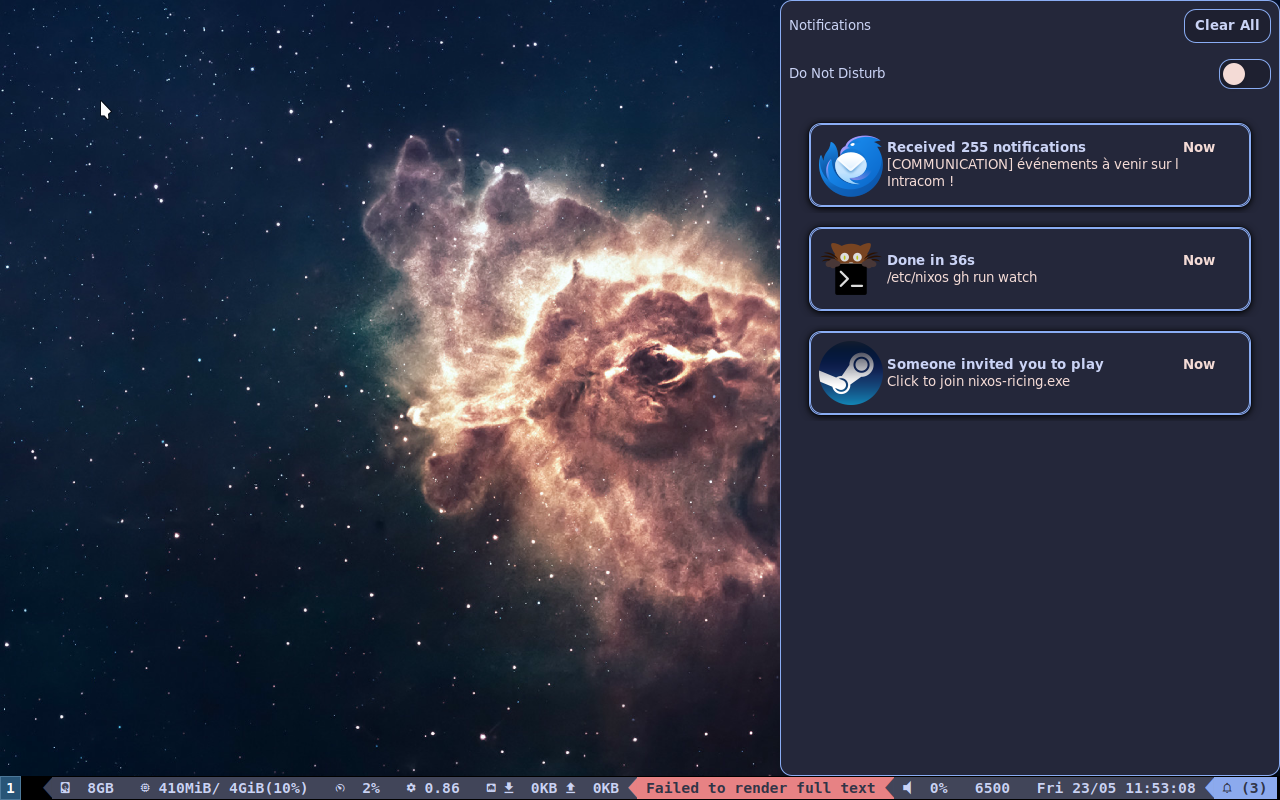 Notifications
Clear All
Do Not Disturb
Received 255 notifications
Now
[COMMUNICATION] événements à venir sur l
Intracom !
Done in 36s
Now
/etc/nixos gh run watch
Someone invited you to play
Now
Click to join nixos-ricing.exe
1 8GB 410MiB/ 4GiB(10%) 2% 0.86 0KB 0KB Failed to render full text 0% 6500 Fri 23/05 11:53:08 (3)